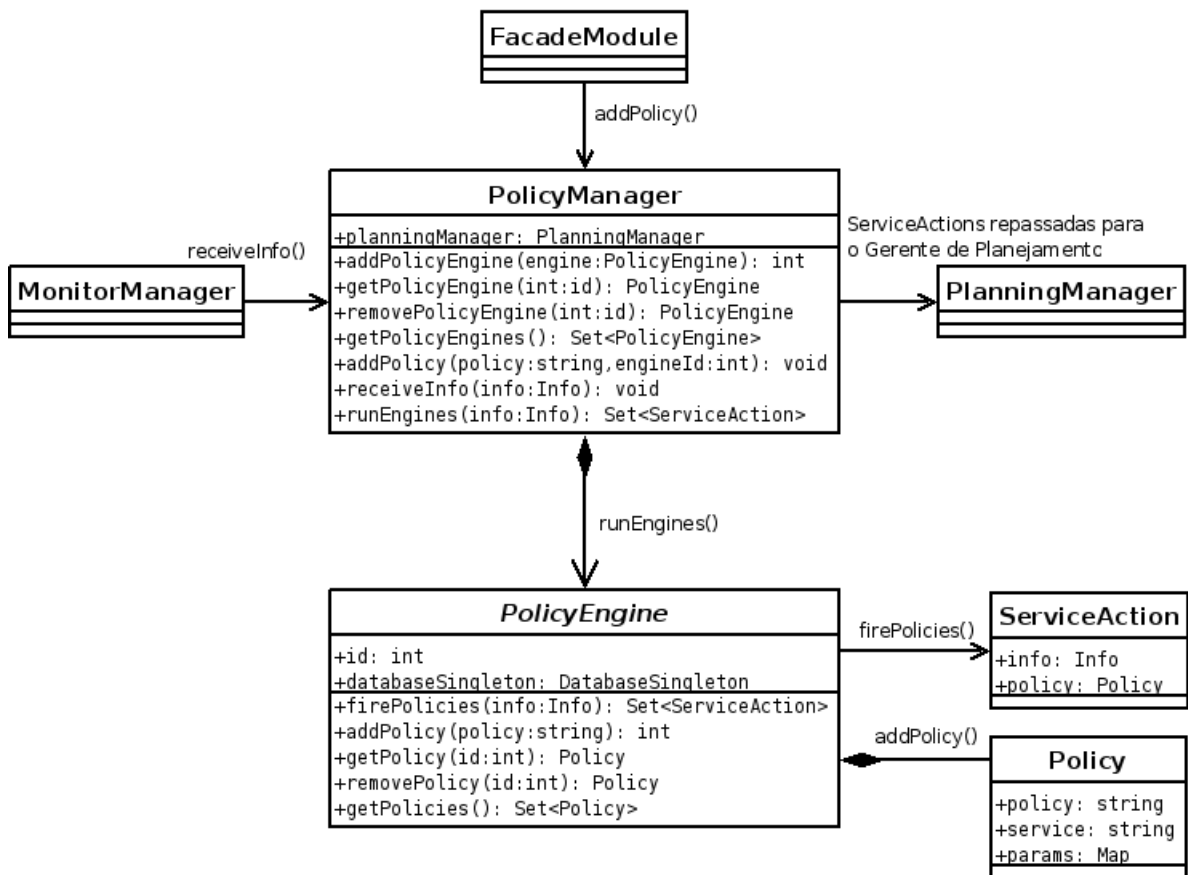 FacadeModule
addPolicy()
PolicyManager
+planningManager: PlanningManager
+addPolicyEngine(engine:PolicyEngine): int
+getPolicyEngine(int:id): PolicyEngine
+removePolicyEngine(int:id): PolicyEngine
+getPolicyEngines(): Set<PolicyEngine>
+addPolicy(policy:string,engineId:int): void
+receiveInfo(info:Info): void
+runEngines(info:Info): Set<ServiceAction>
receiveInfo()
MonitorManager
ServiceActions repassadas para
o Gerente de Planejamento
PlanningManager
runEngines()
PolicyEngine
+id: int
+databaseSingleton: DatabaseSingleton
+firePolicies(info:Info): Set<ServiceAction>
+addPolicy(policy:string): int
+getPolicy(id:int): Policy
+removePolicy(id:int): Policy
+getPolicies(): Set<Policy>
firePolicies()
ServiceAction
+info: Info
+policy: Policy
addPolicy()
Policy
+policy: string
+service: string
+params: Map